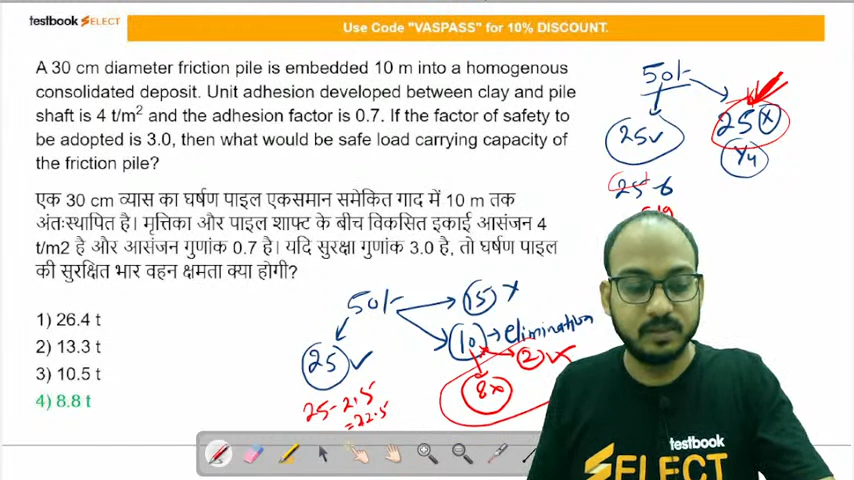 testbook SELECT
Use Code "VASPASS" for 10% DISCOUNT.
A 30 cm diameter friction pile is embedded 10 m into a homogenous
consolidated deposit. Unit adhesion developed between clay and pile
shaft is 4 t/m2 and the adhesion factor is 0.7. If the factor of safety
to be adopted is 3.0, then what would be safe load carrying capacity of
the friction pile?
एक 30 cm व्यास का घर्षण पाइल एकसमान समेकित गाद में 10 m तक
अंतःस्थापित है। मृत्तिका और पाइल शाफ्ट के बीच विकसित इकाई आसंजन 4
t/m2 है और आसंजन गुणांक 0.7 है। यदि सुरक्षा गुणांक 3.0 है, तो घर्षण पाइल
की सुरक्षित भार वहन क्षमता क्या होगी?
1) 26.4 t
2) 13.3 t
3) 10.5 t
4) 8.8 t
25 x
25 ✓
15 x
10 → elimination
25 ✓
2 x
8x
25-2.5
=22.5
testbook
SELECT